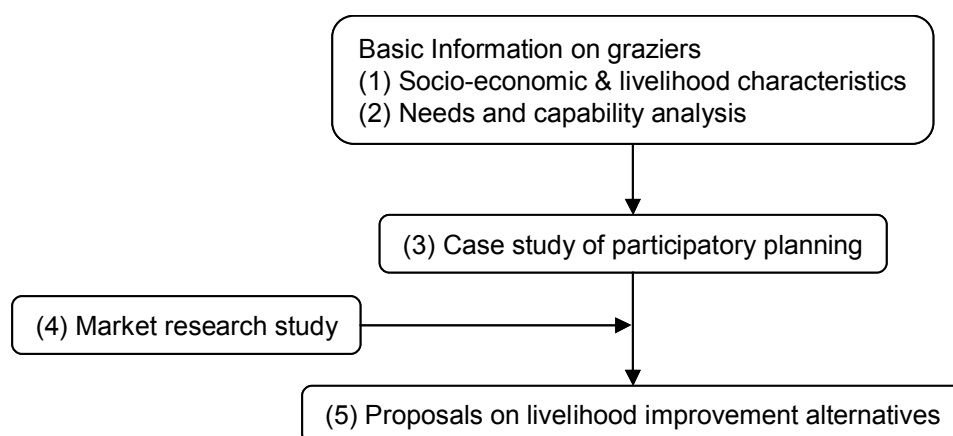 Basic Information on graziers
(1) Socio-economic & livelihood characteristics
(2) Needs and capability analysis
(3) Case study of participatory planning
(4) Market research study
(5) Proposals on livelihood improvement alternatives